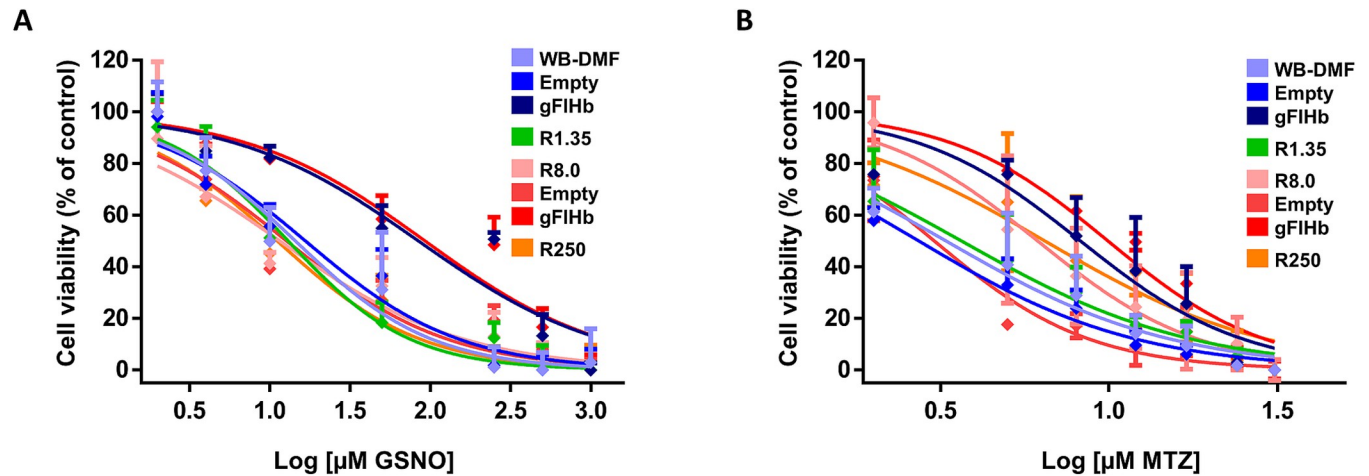 A
Cell viability (% of control)
120
100
80
60
40
20
0
0.5 1.0 1.5 2.0 2.5 3.0
Log [µM GSNO]
WB-DMF
Empty
gFlHb
R1.35
R8.0
Empty
gFlHb
R250
B
Cell viability (% of control)
120
100
80
60
40
20
0
0.5 1.0 1.5
Log [µM MTZ]
WB-DMF
Empty
gFlHb
R1.35
R8.0
Empty
gFlHb
R250